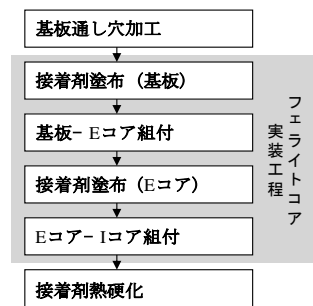 基板通し穴加工
接着剤塗布（基板）
基板－Eコア組付
接着剤塗布（Eコア）
Eコア－Iコア組付
接着剤熱硬化
フェライトコア
実装工程